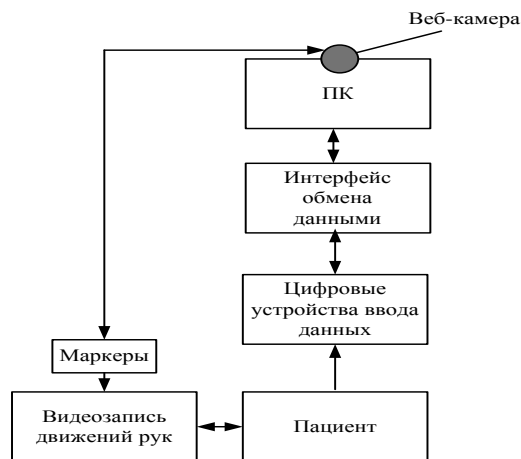 Веб-камера
ПК
Интерфейс
обмена
данными
Цифровые
устройства ввода
данных
Маркеры
Видеозапись
движений рук
Пациент